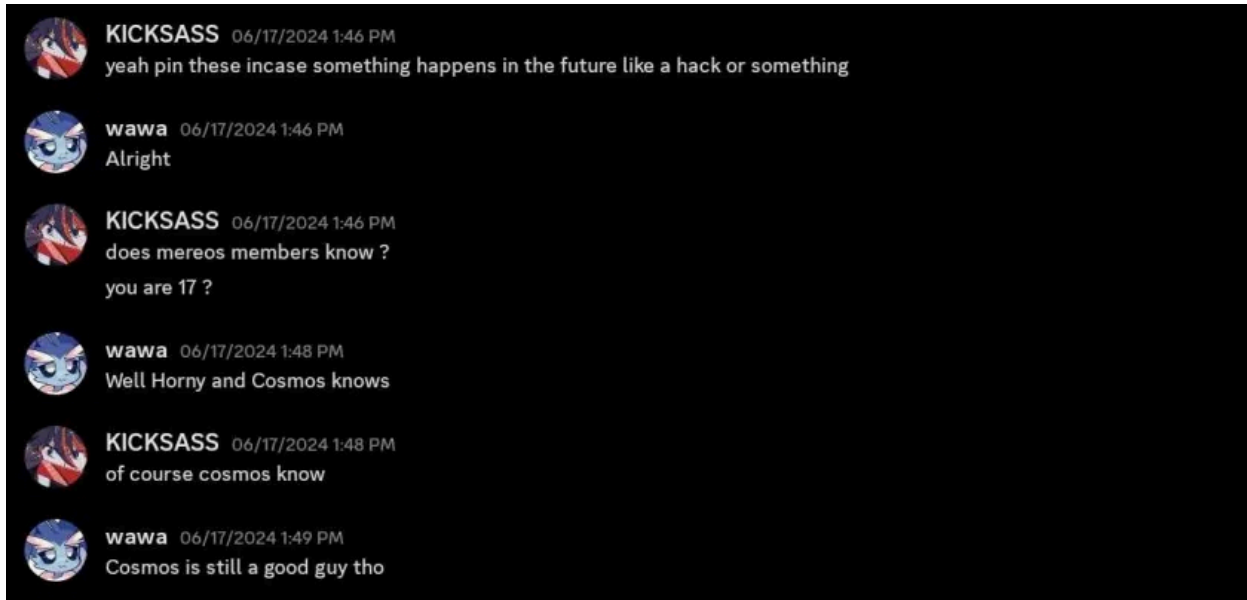 KICKSASS 06/17/2024 1:46 PM
yeah pin these incase something happens in the future like a hack or something
wawa 06/17/2024 1:46 PM
Alright
KICKSASS 06/17/2024 1:46 PM
does mereos members know ?
you are 17 ?
wawa 06/17/2024 1:48 PM
Well Horny and Cosmos knows
KICKSASS 06/17/2024 1:48 PM
of course cosmos know
wawa 06/17/2024 1:49 PM
Cosmos is still a good guy tho